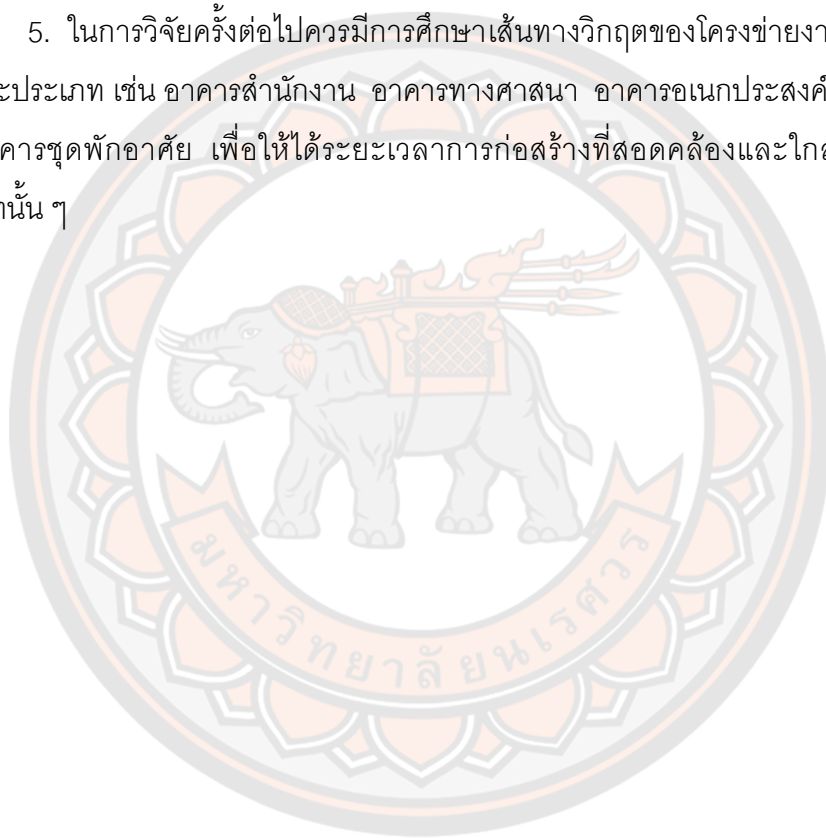 5. ในการวิจัยครั้งต่อไปควรมีการศึกษาเส้นทางวิกฤตของโครงข่ายงา
ะประเภท เช่น อาคารสำนักงาน อาคารทางศาสนา อาคารอเนกประสงค์
คารชุดพักอาศัย เพื่อให้ได้ระยะเวลาการก่อสร้างที่สอดคล้องและใกล
านั้น ๆ
มหาวิทยาลัยนเรศวร